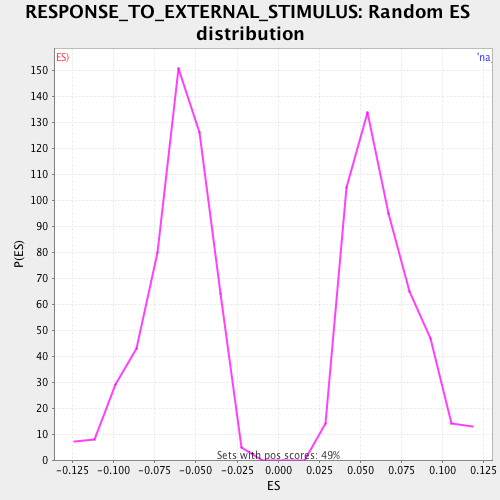 RESPONSE_TO_EXTERNAL_STIMULUS: Random ES
distribution
ES)
'na
150
140
130
120
110
100
90
80
70
60
50
40
30
20
10
0
P(ES)
Sets with pos scores: 49%
-0.125 -0.100 -0.075 -0.050 -0.025 0.000 0.025 0.050 0.075 0.100 0.125
ES